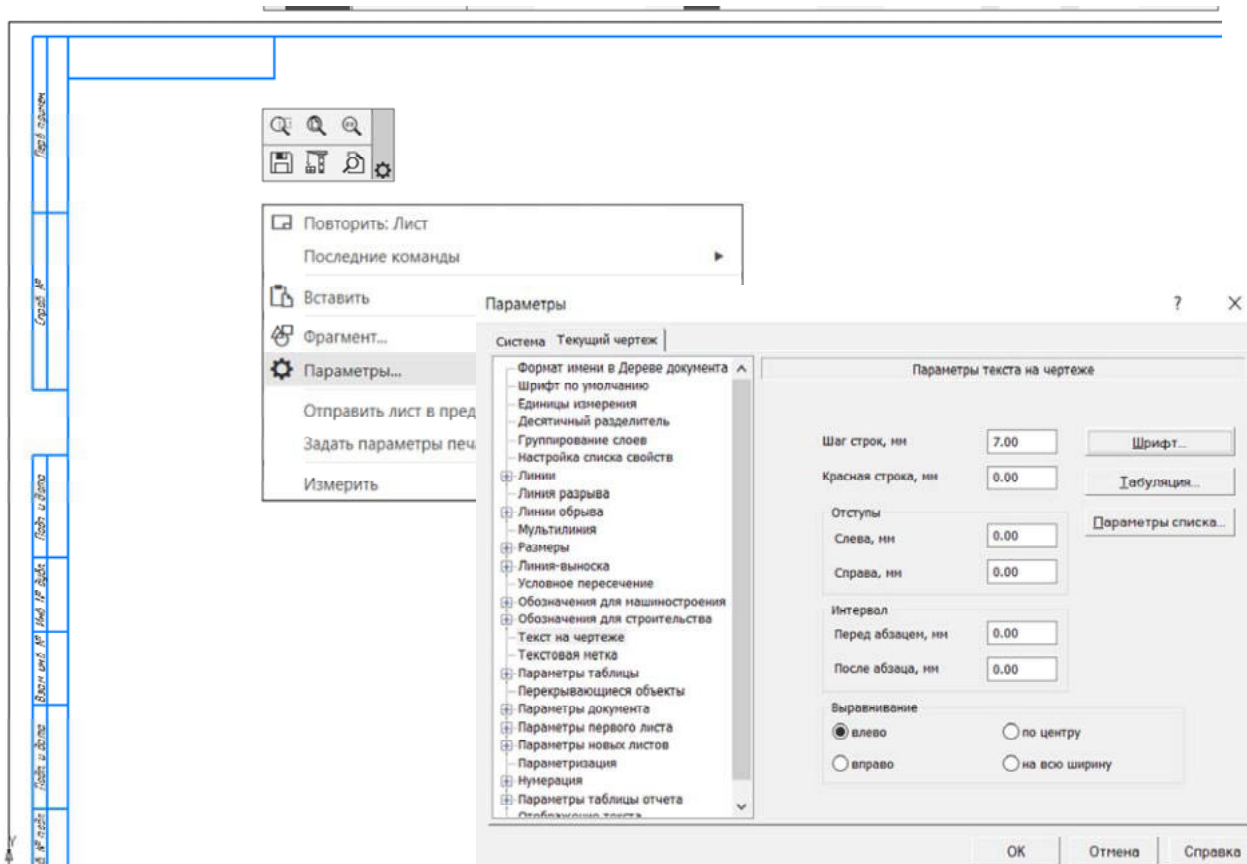 Перв. примен.
Справ. №
Подп. и дата
Инв. № дубл.
Взам. инв. №
Подп. и дата
№ подл.
Y
Повторить: Лист
Последние команды
Вставить
Фрагмент...
Параметры...
Отправить лист в пред
Задать параметры печ
Измерить
Параметры
?
Система Текущий чертеж
Формат имени в Дереве документа
Шрифт по умолчанию
Единицы измерения
Десятичный разделитель
Группирование слоев
Настройка списка свойств
Линии
Линия разрыва
Линии обрыва
Мультилиния
Размеры
Линия-выноска
Условное пересечение
Обозначения для машиностроения
Обозначения для строительства
Текст на чертеже
Текстовая метка
Параметры таблицы
Перекрывающиеся объекты
Параметры документа
Параметры первого листа
Параметры новых листов
Параметризация
Нумерация
Параметры таблицы отчета
Отображение текста
Параметры текста на чертеже
Шаг строк, мм 7.00 Шрифт...
Красная строка, мм 0.00 Табуляция...
Отступы Параметры списка...
Слева, мм 0.00
Справа, мм 0.00
Интервал
Перед абзацем, мм 0.00
После абзаца, мм 0.00
Выравнивание
влево по центру
вправо на всю ширину
ОК Отмена Справка